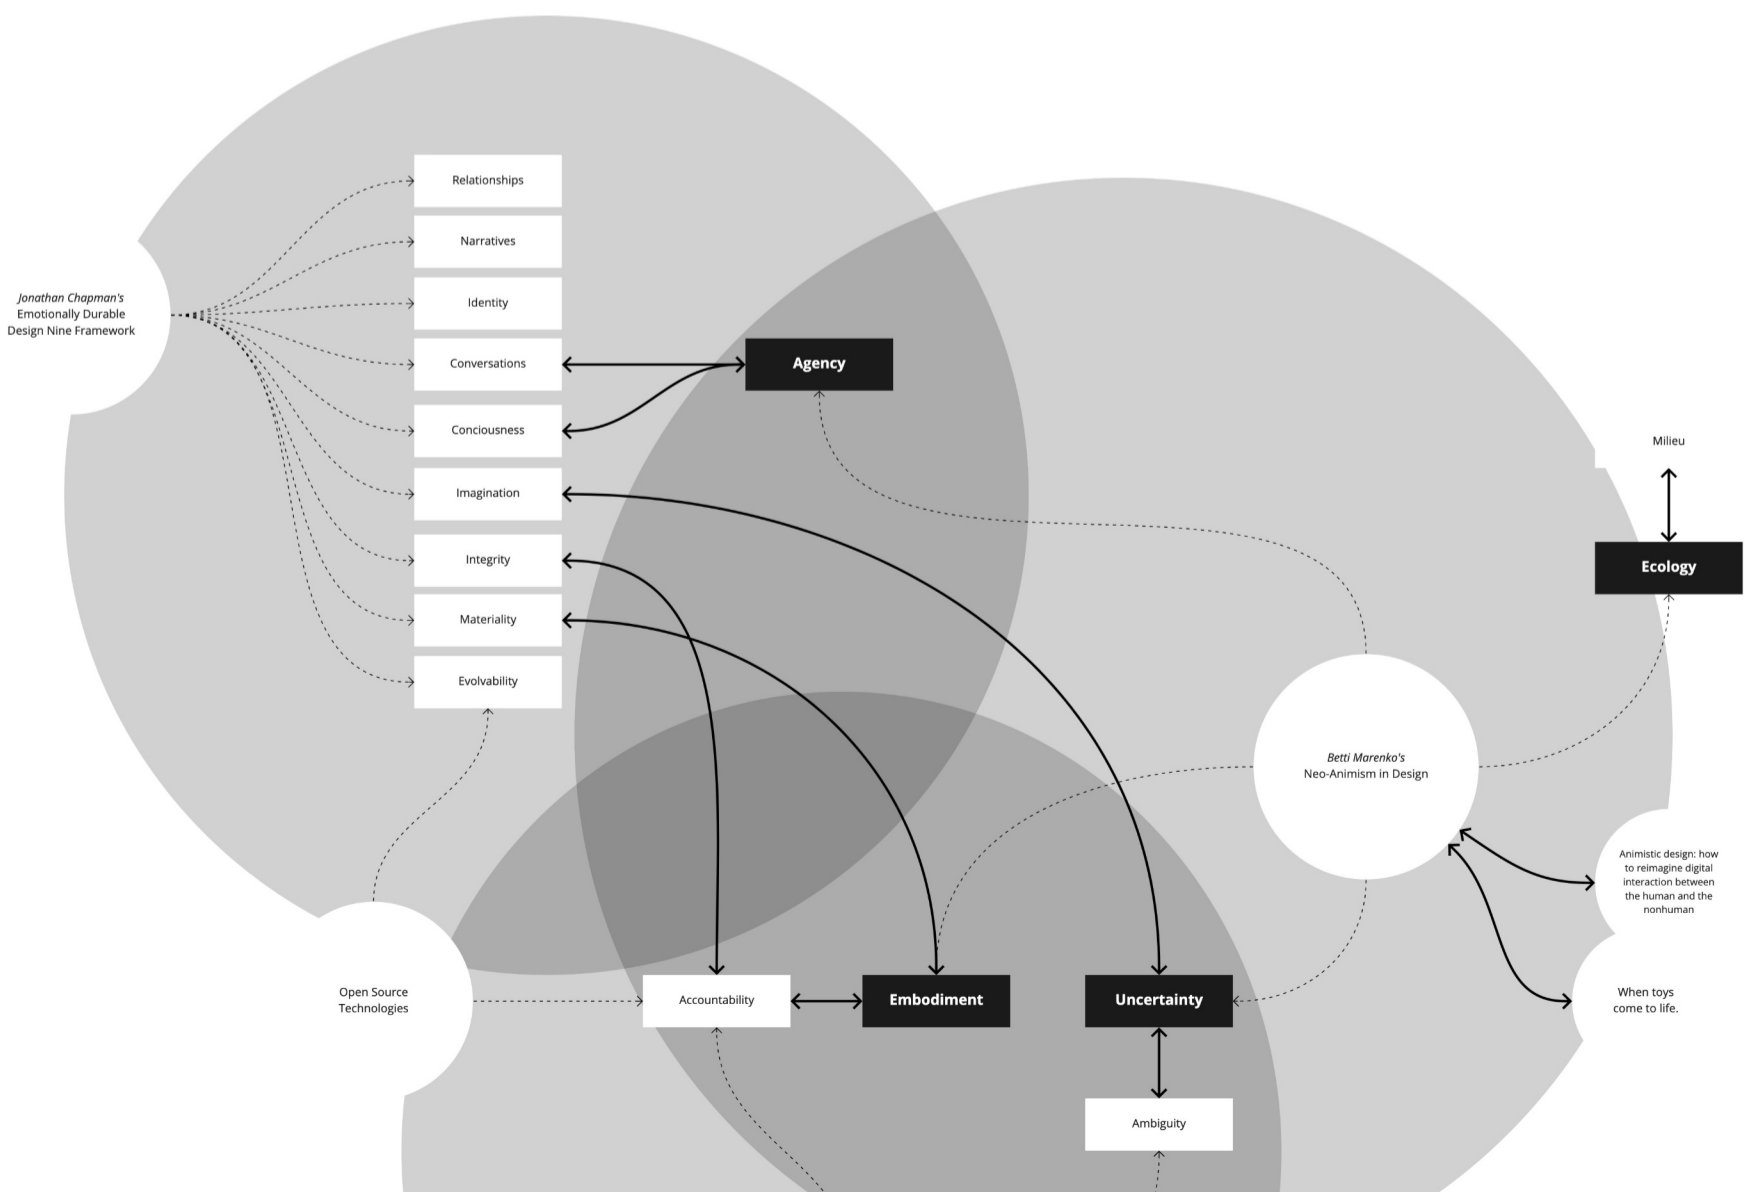 Relationships
Narratives
Jonathan Chapman's
Emotionally Durable
Design Nine Framework
Identity
Conversations
Agency
Conciousness
Milieu
Imagination
Integrity
Ecology
Materiality
Evolvability
Betti Marenko's
Neo-Animism in Design
Animistic design: how
to reimagine digital
interaction between
the human and the
nonhuman
Open Source
Technologies
Accountability
Embodiment
Uncertainty
When toys
come to life.
Ambiguity